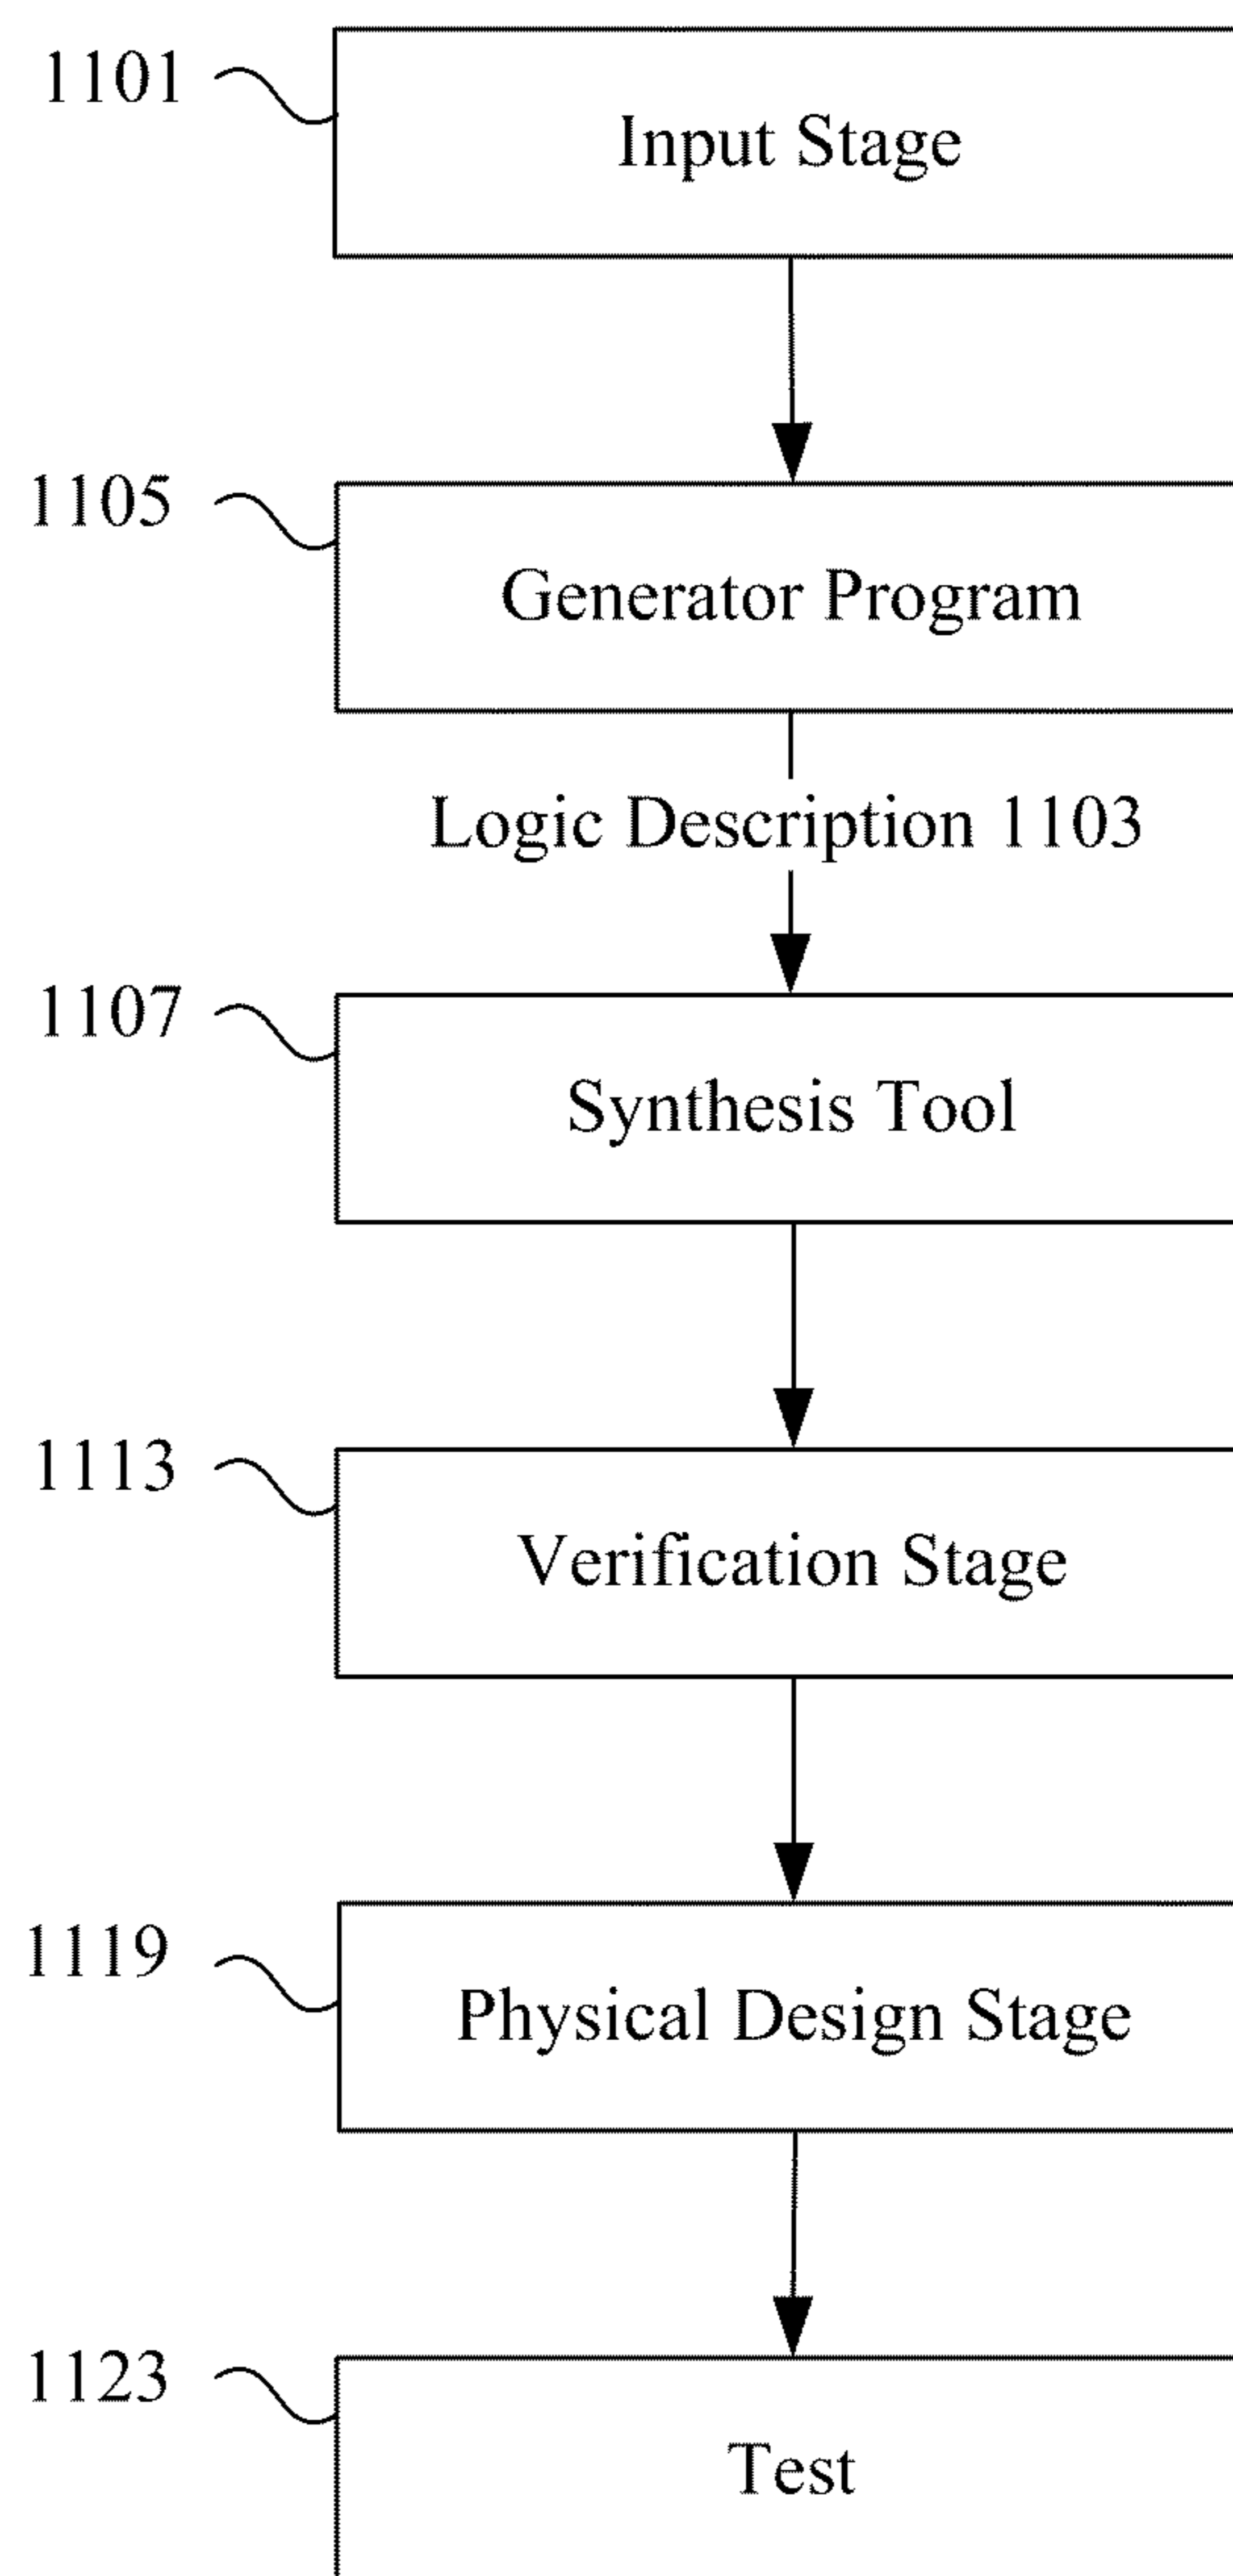 1101
Input Stage
1105
Generator Program
Logic Description 1103
1107
Synthesis Tool
1113
Verification Stage
1119
Physical Design Stage
1123
Test